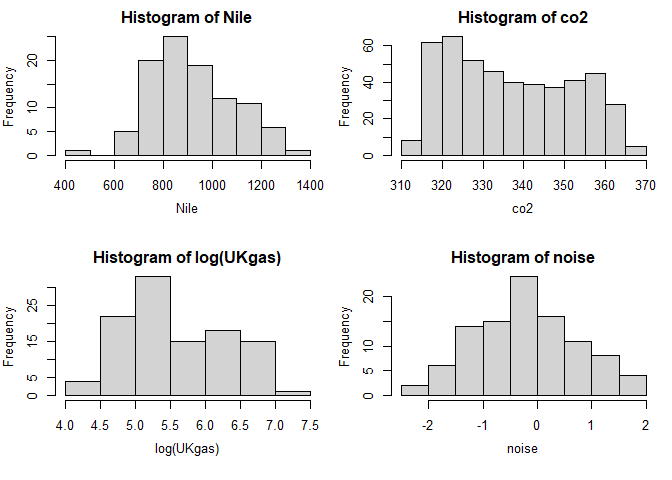 Histogram of Nile
Frequency
0 5 10 20
400 600 800 1000 1200 1400
Nile
Histogram of co2
Frequency
0 20 40 60
310 320 330 340 350 360 370
co2
Histogram of log(UKgas)
Frequency
0 5 15 25
4.0 4.5 5.0 5.5 6.0 6.5 7.0 7.5
log(UKgas)
Histogram of noise
Frequency
0 5 10 20
-2 -1 0 1 2
noise